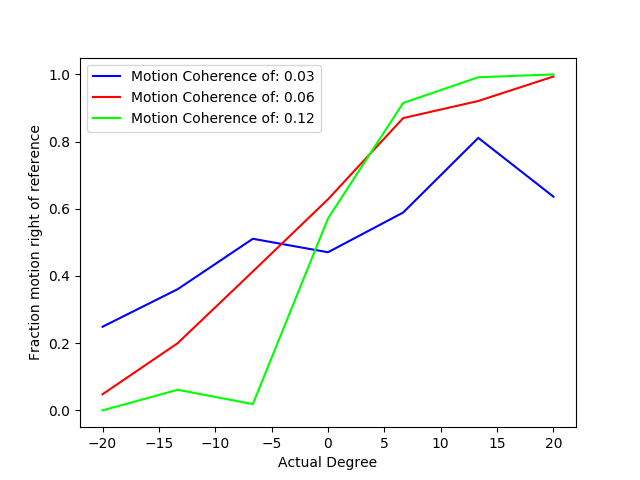 Motion Coherence of: 0.03
Motion Coherence of: 0.06
Motion Coherence of: 0.12
1.0
0.8
0.6
0.4
0.2
0.0
Fraction motion right of reference
−20 −15 −10 −5 0 5 10 15 20
Actual Degree